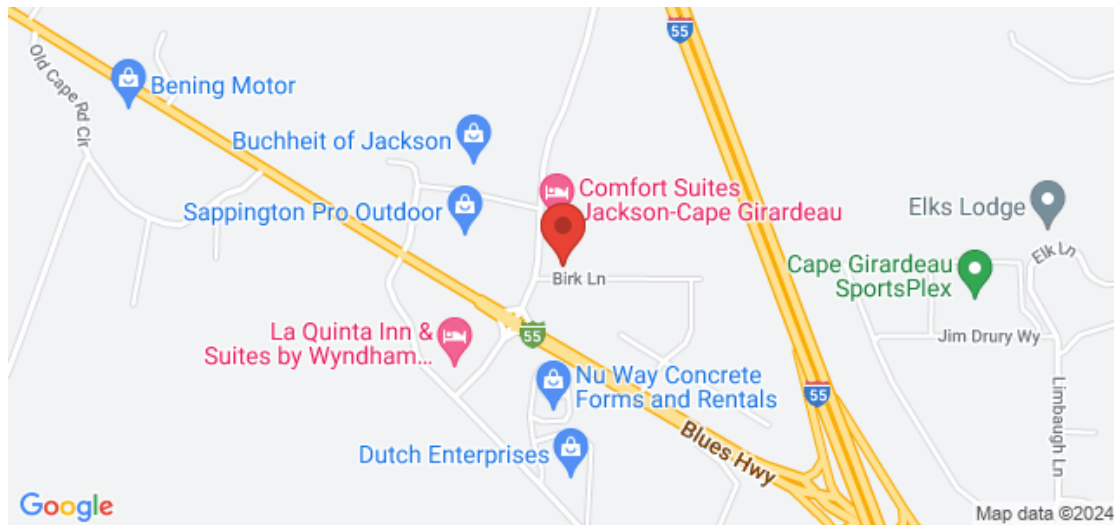 55
Old Cape Rd Cir
Bening Motor
Buchheit of Jackson
Comfort Suites
Jackson-Cape Girardeau
Sappington Pro Outdoor
Elks Lodge
Elk Ln
Cape Girardeau
SportsPlex
Birk Ln
55
La Quinta Inn &
Suites by Wyndham...
Jim Drury Wy
Nu Way Concrete
Forms and Rentals
55
Limbaugh Ln
Blues Hwy
Dutch Enterprises
Google
Map data ©2024